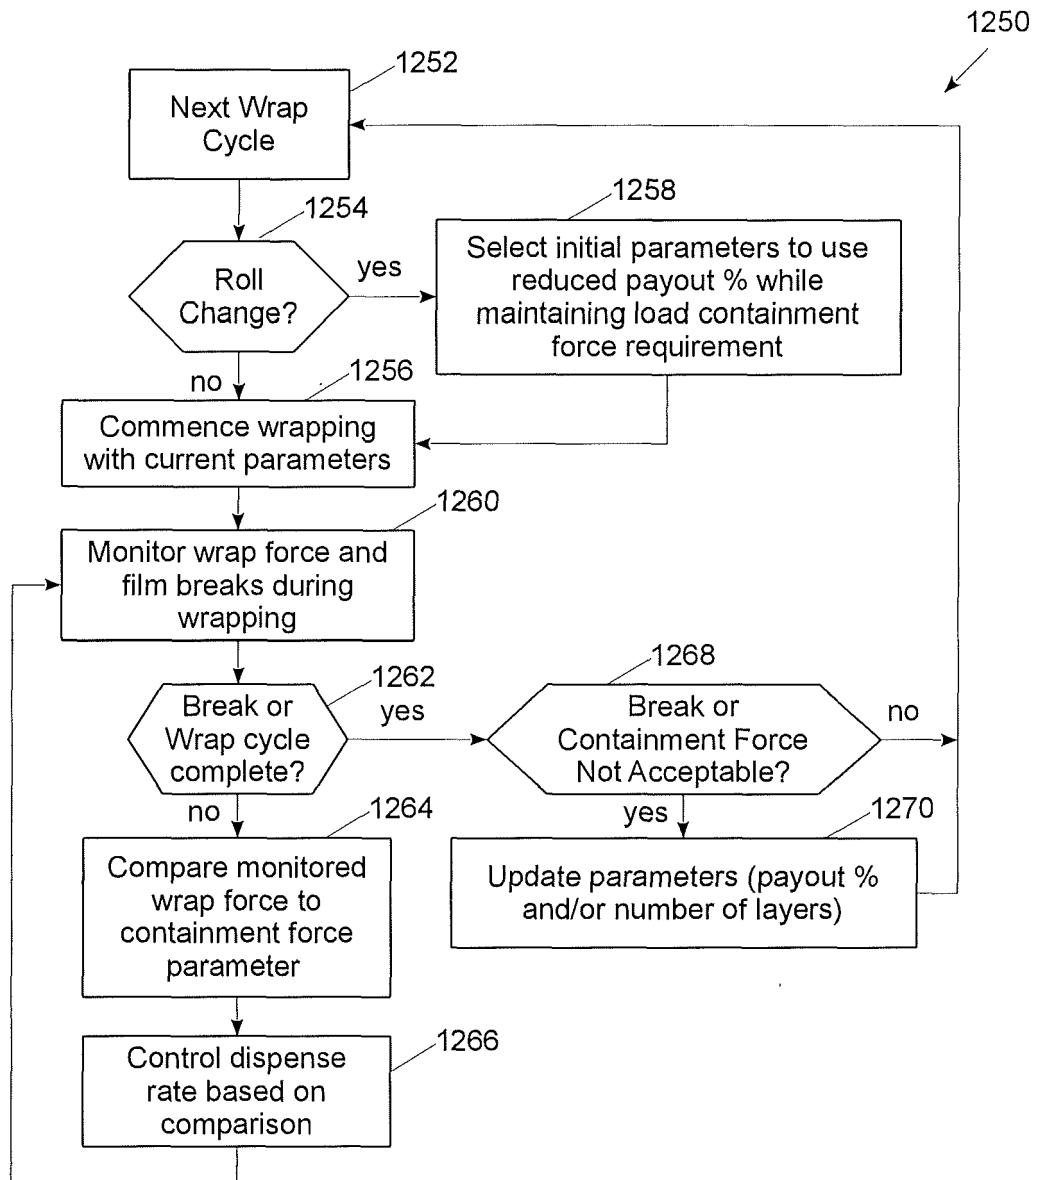 1250
1252
Next Wrap
Cycle
1254
Roll
Change?
yes
no
1258
Select initial parameters to use
reduced payout % while
maintaining load containment
force requirement
1256
Commence wrapping
with current parameters
1260
Monitor wrap force and
film breaks during
wrapping
1262
Break or
Wrap cycle
complete?
yes
no
1268
Break or
Containment Force
Not Acceptable?
no
yes
1264
Compare monitored
wrap force to
containment force
parameter
1270
Update parameters (payout %
and/or number of layers)
1266
Control dispense
rate based on
comparison